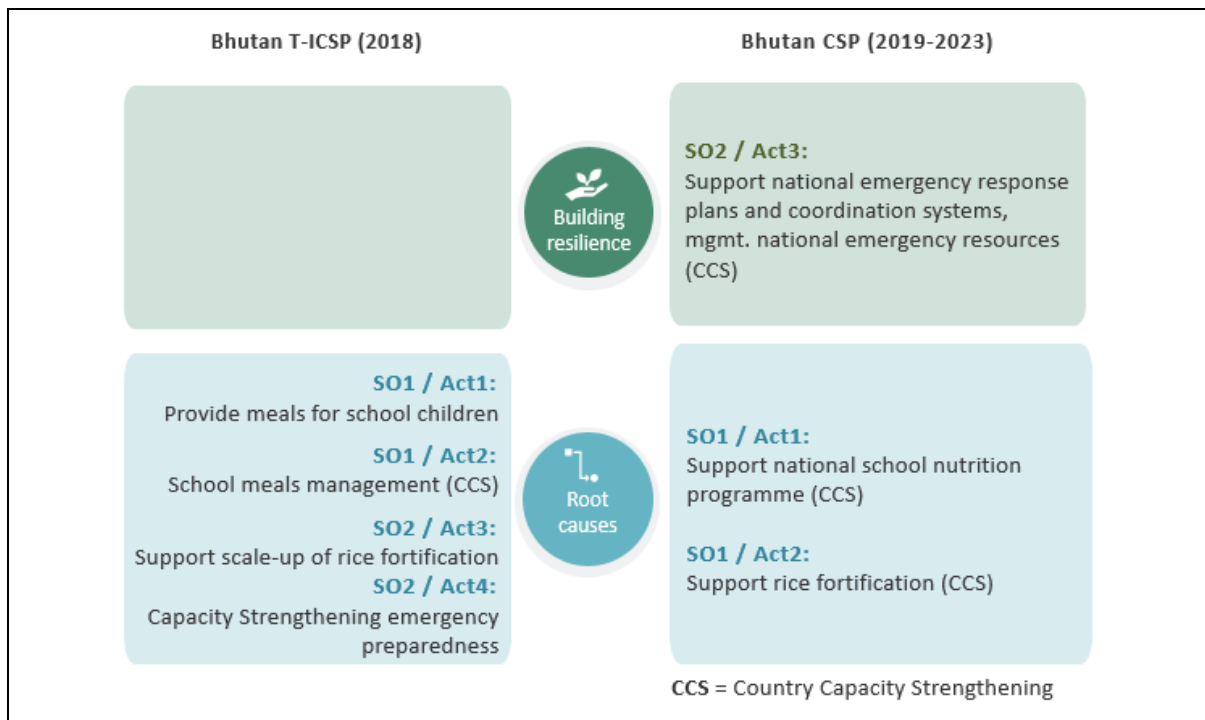 Bhutan T-ICSP (2018)
Bhutan CSP (2019-2023)
Building
resilience
SO2 / Act3:
Support national emergency response
plans and coordination systems,
mgmt. national emergency resources
(CCS)
SO1 / Act1:
Provide meals for school children
SO1 / Act2:
School meals management (CCS)
SO2 / Act3:
Support scale-up of rice fortification
SO2 / Act4:
Capacity Strengthening emergency
preparedness
Root
causes
SO1 / Act1:
Support national school nutrition
programme (CCS)
SO1 / Act2:
Support rice fortification (CCS)
CCS = Country Capacity Strengthening